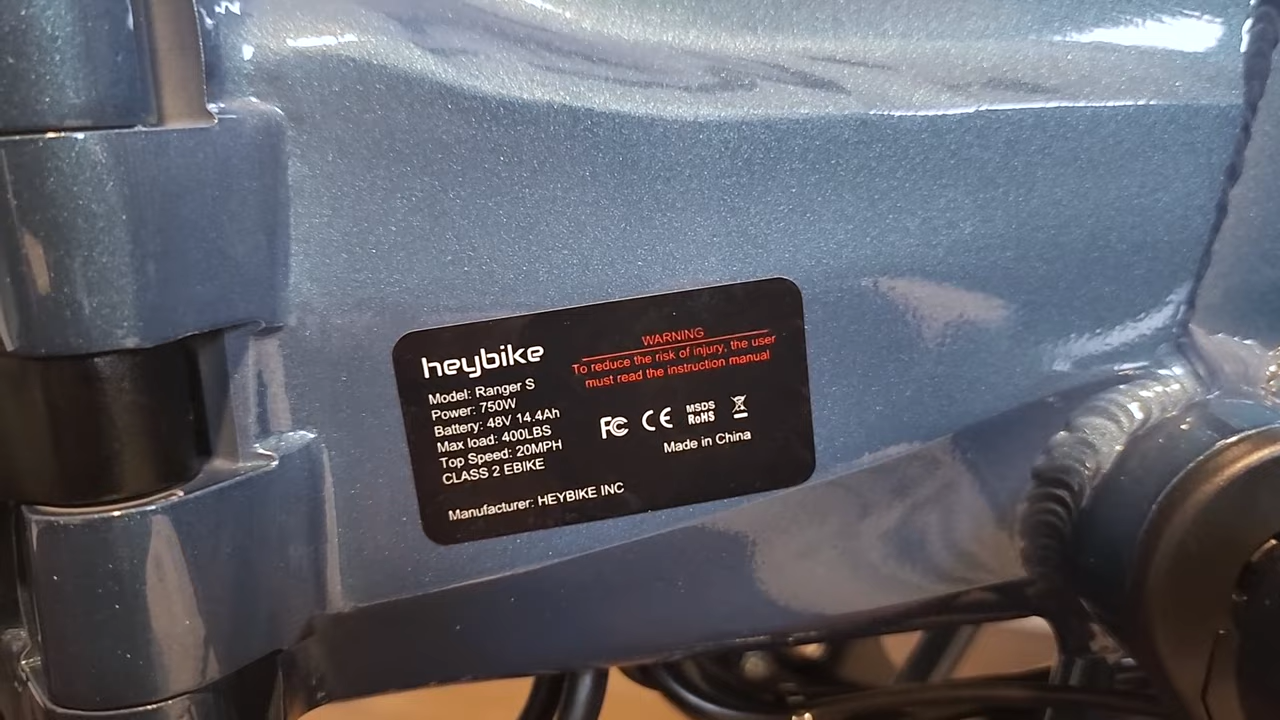 heybike
Model: Ranger S
Power: 750W
Battery: 48V 14.4Ah
Max load: 400LBS
Top Speed: 20MPH
CLASS 2 EBIKE
Manufacturer: HEYBIKE INC
WARNING
To reduce the risk of injury, the user
must read the instruction manual
FC CE MSDS
RoHS
Made in China